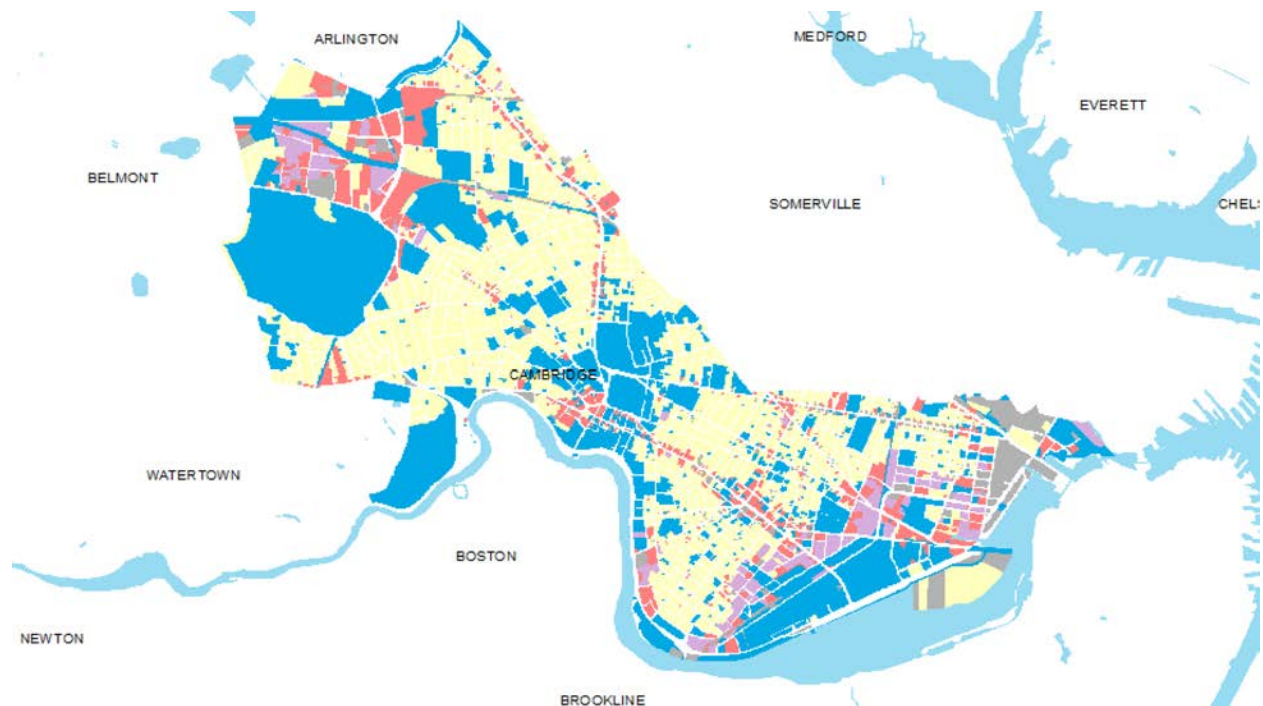 ARLINGTON
MEDFORD
EVERETT
BELMONT
SOMERVILLE
CHELS
CAMBRIDGE
WATERTOWN
BOSTON
NEWTON
BROOKLINE